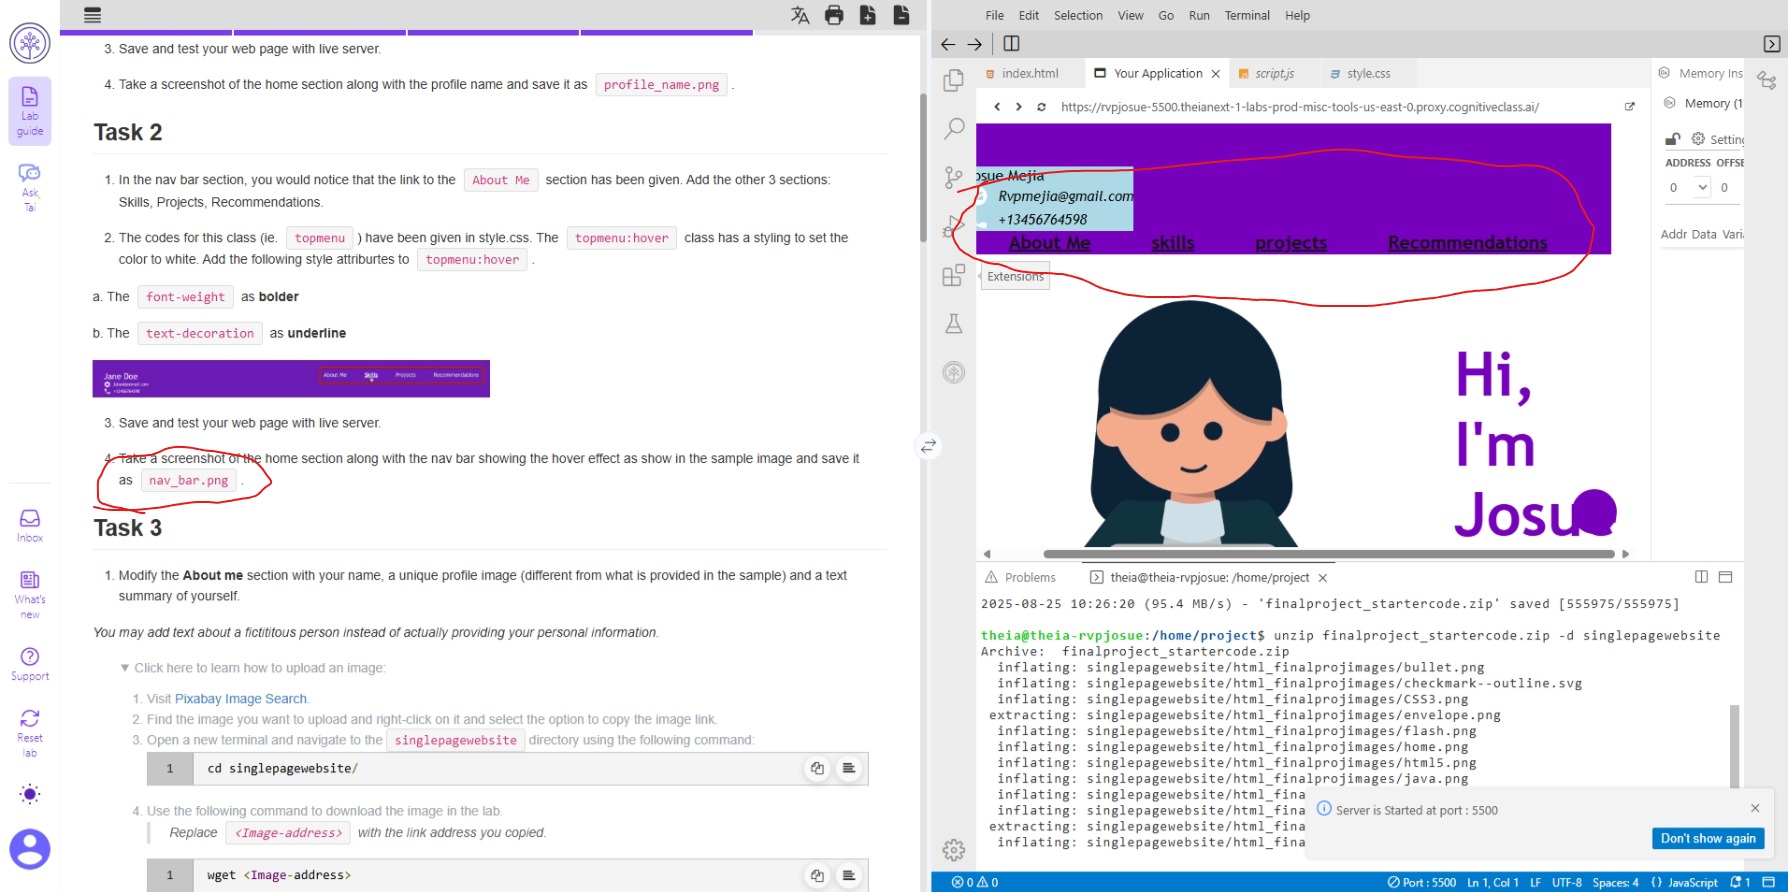 File Edit Selection View Go Run Terminal Help
Lab guide
Ask Tai
Inbox
What's new
Support
Reset lab
3. Save and test your web page with live server.
4. Take a screenshot of the home section along with the profile name and save it as profile_name.png .
Task 2
1. In the nav bar section, you would notice that the link to the About Me section has been given. Add the other 3 sections:
Skills, Projects, Recommendations.
2. The codes for this class (ie. topmenu ) have been given in style.css. The topmenu:hover class has a styling to set the
color to white. Add the following style attriburtes to topmenu:hover .
a. The font-weight as bolder
b. The text-decoration as underline
Jane Doe
About Me Skills Projects Recommendations
3. Save and test your web page with live server.
4. Take a screenshot of the home section along with the nav bar showing the hover effect as show in the sample image and save it
as nav_bar.png .
Task 3
1. Modify the About me section with your name, a unique profile image (different from what is provided in the sample) and a text
summary of yourself.
You may add text about a fictititous person instead of actually providing your personal information.
Click here to learn how to upload an image:
1. Visit Pixabay Image Search.
2. Find the image you want to upload and right-click on it and select the option to copy the image link.
3. Open a new terminal and navigate to the singlepagewebsite directory using the following command:
1 cd singlepagewebsite/
4. Use the following command to download the image in the lab.
Replace <Image-address> with the link address you copied.
1 wget <Image-address>
index.html Your Application script.js style.css
Memory Ins
https://rvpjosue-5500.theianext-1-labs-prod-misc-tools-us-east-0.proxy.cognitiveclass.ai/
Memory (1
Setting
ADDRESS OFFSE
0 0
Addr Data Vari
osue Mejia
Rvpmejia@gmail.com
+13456764598
About Me skills projects Recommendations
Extensions
Hi,
I'm
Josu
Problems theia@theia-rvpjosue: /home/project
2025-08-25 10:26:20 (95.4 MB/s) - 'finalproject_startercode.zip' saved [555975/555975]
theia@theia-rvpjosue:/home/project$ unzip finalproject_startercode.zip -d singlepagewebsite
Archive: finalproject_startercode.zip
inflating: singlepagewebsite/html_finalprojimages/bullet.png
inflating: singlepagewebsite/html_finalprojimages/checkmark--outline.svg
inflating: singlepagewebsite/html_finalprojimages/CSS3.png
extracting: singlepagewebsite/html_finalprojimages/envelope.png
inflating: singlepagewebsite/html_finalprojimages/flash.png
inflating: singlepagewebsite/html_finalprojimages/home.png
inflating: singlepagewebsite/html_finalprojimages/html5.png
inflating: singlepagewebsite/html_finalprojimages/java.png
inflating: singlepagewebsite/html_fina
inflating: singlepagewebsite/html_fina
extracting: singlepagewebsite/html_fina
inflating: singlepagewebsite/html_fina
Server is Started at port : 5500
Don't show again
0 0 Port : 5500 Ln 1, Col 1 LF UTF-8 Spaces: 4 {} JavaScript 1